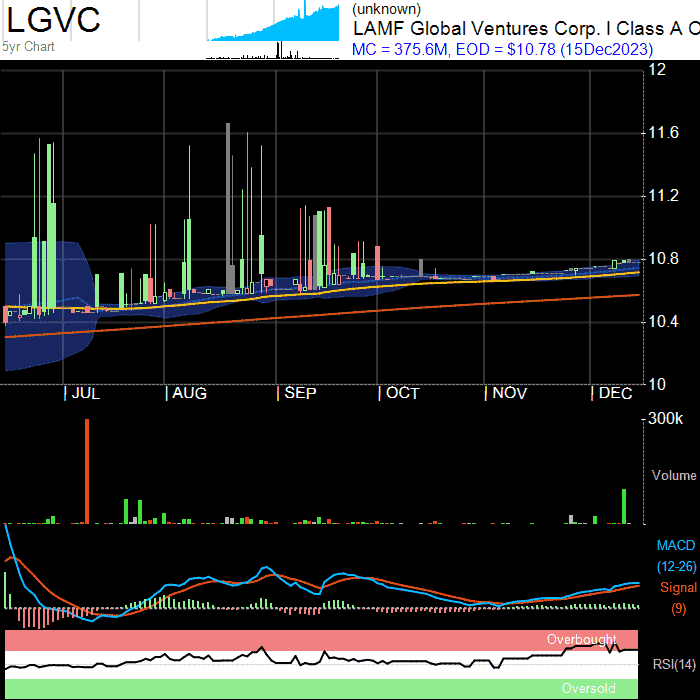 LGVC
5yr Chart
(unknown)
LAMF Global Ventures Corp. I Class A O
MC = 375.6M, EOD = $10.78 (15Dec2023)
12
11.6
11.2
10.8
10.4
10
| JUL | AUG | SEP | OCT | NOV | DEC
300k
Volume
MACD
(12-26)
Signal
(9)
Overbought
RSI(14)
Oversold